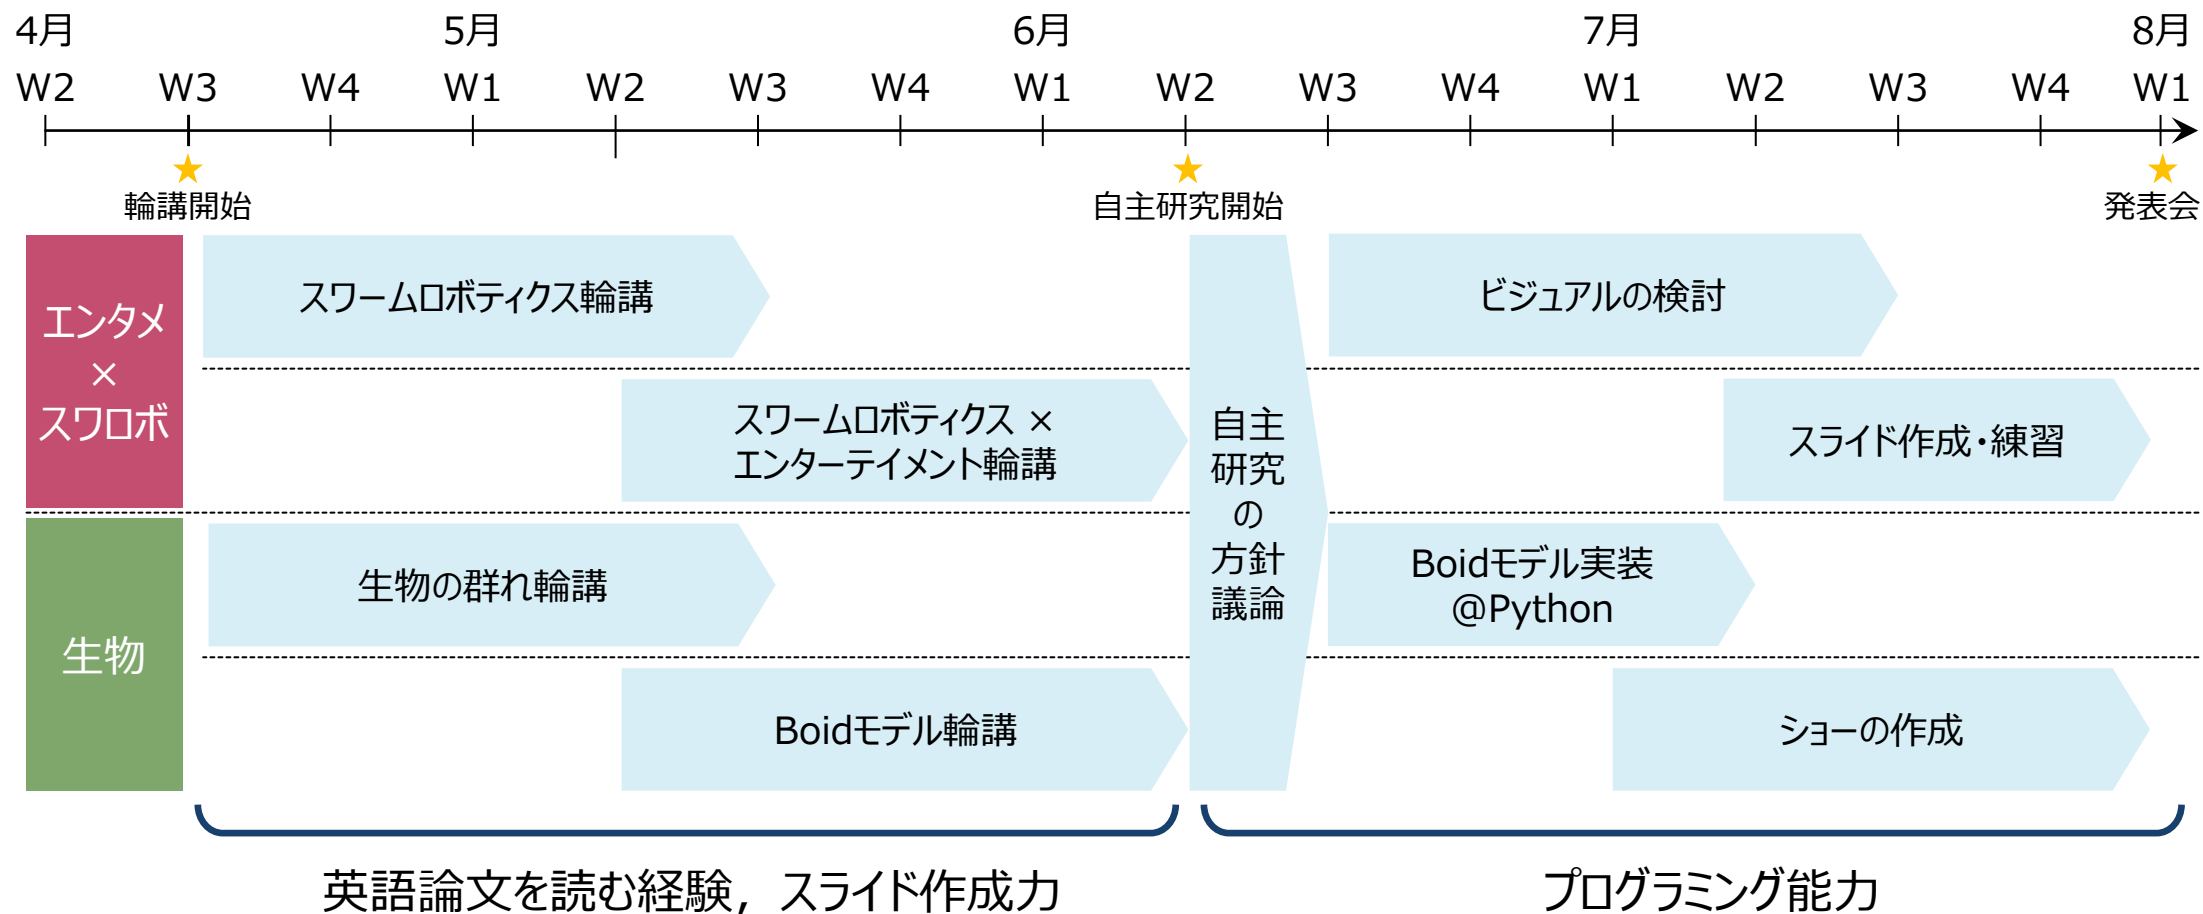 4月
5月
6月
7月
8月
W2 W3 W4 W1 W2 W3 W4 W1 W2 W3 W4 W1 W2 W3 W4 W1
輪講開始
自主研究開始
発表会
エンタメ
×
スワロボ
スワームロボティクス輪講
スワームロボティクス ×
エンターテイメント輪講
生物
生物の群れ輪講
Boidモデル輪講
自主
研究
の
方針
議論
ビジュアルの検討
スライド作成・練習
Boidモデル実装
@Python
ショーの作成
英語論文を読む経験，スライド作成力
プログラミング能力